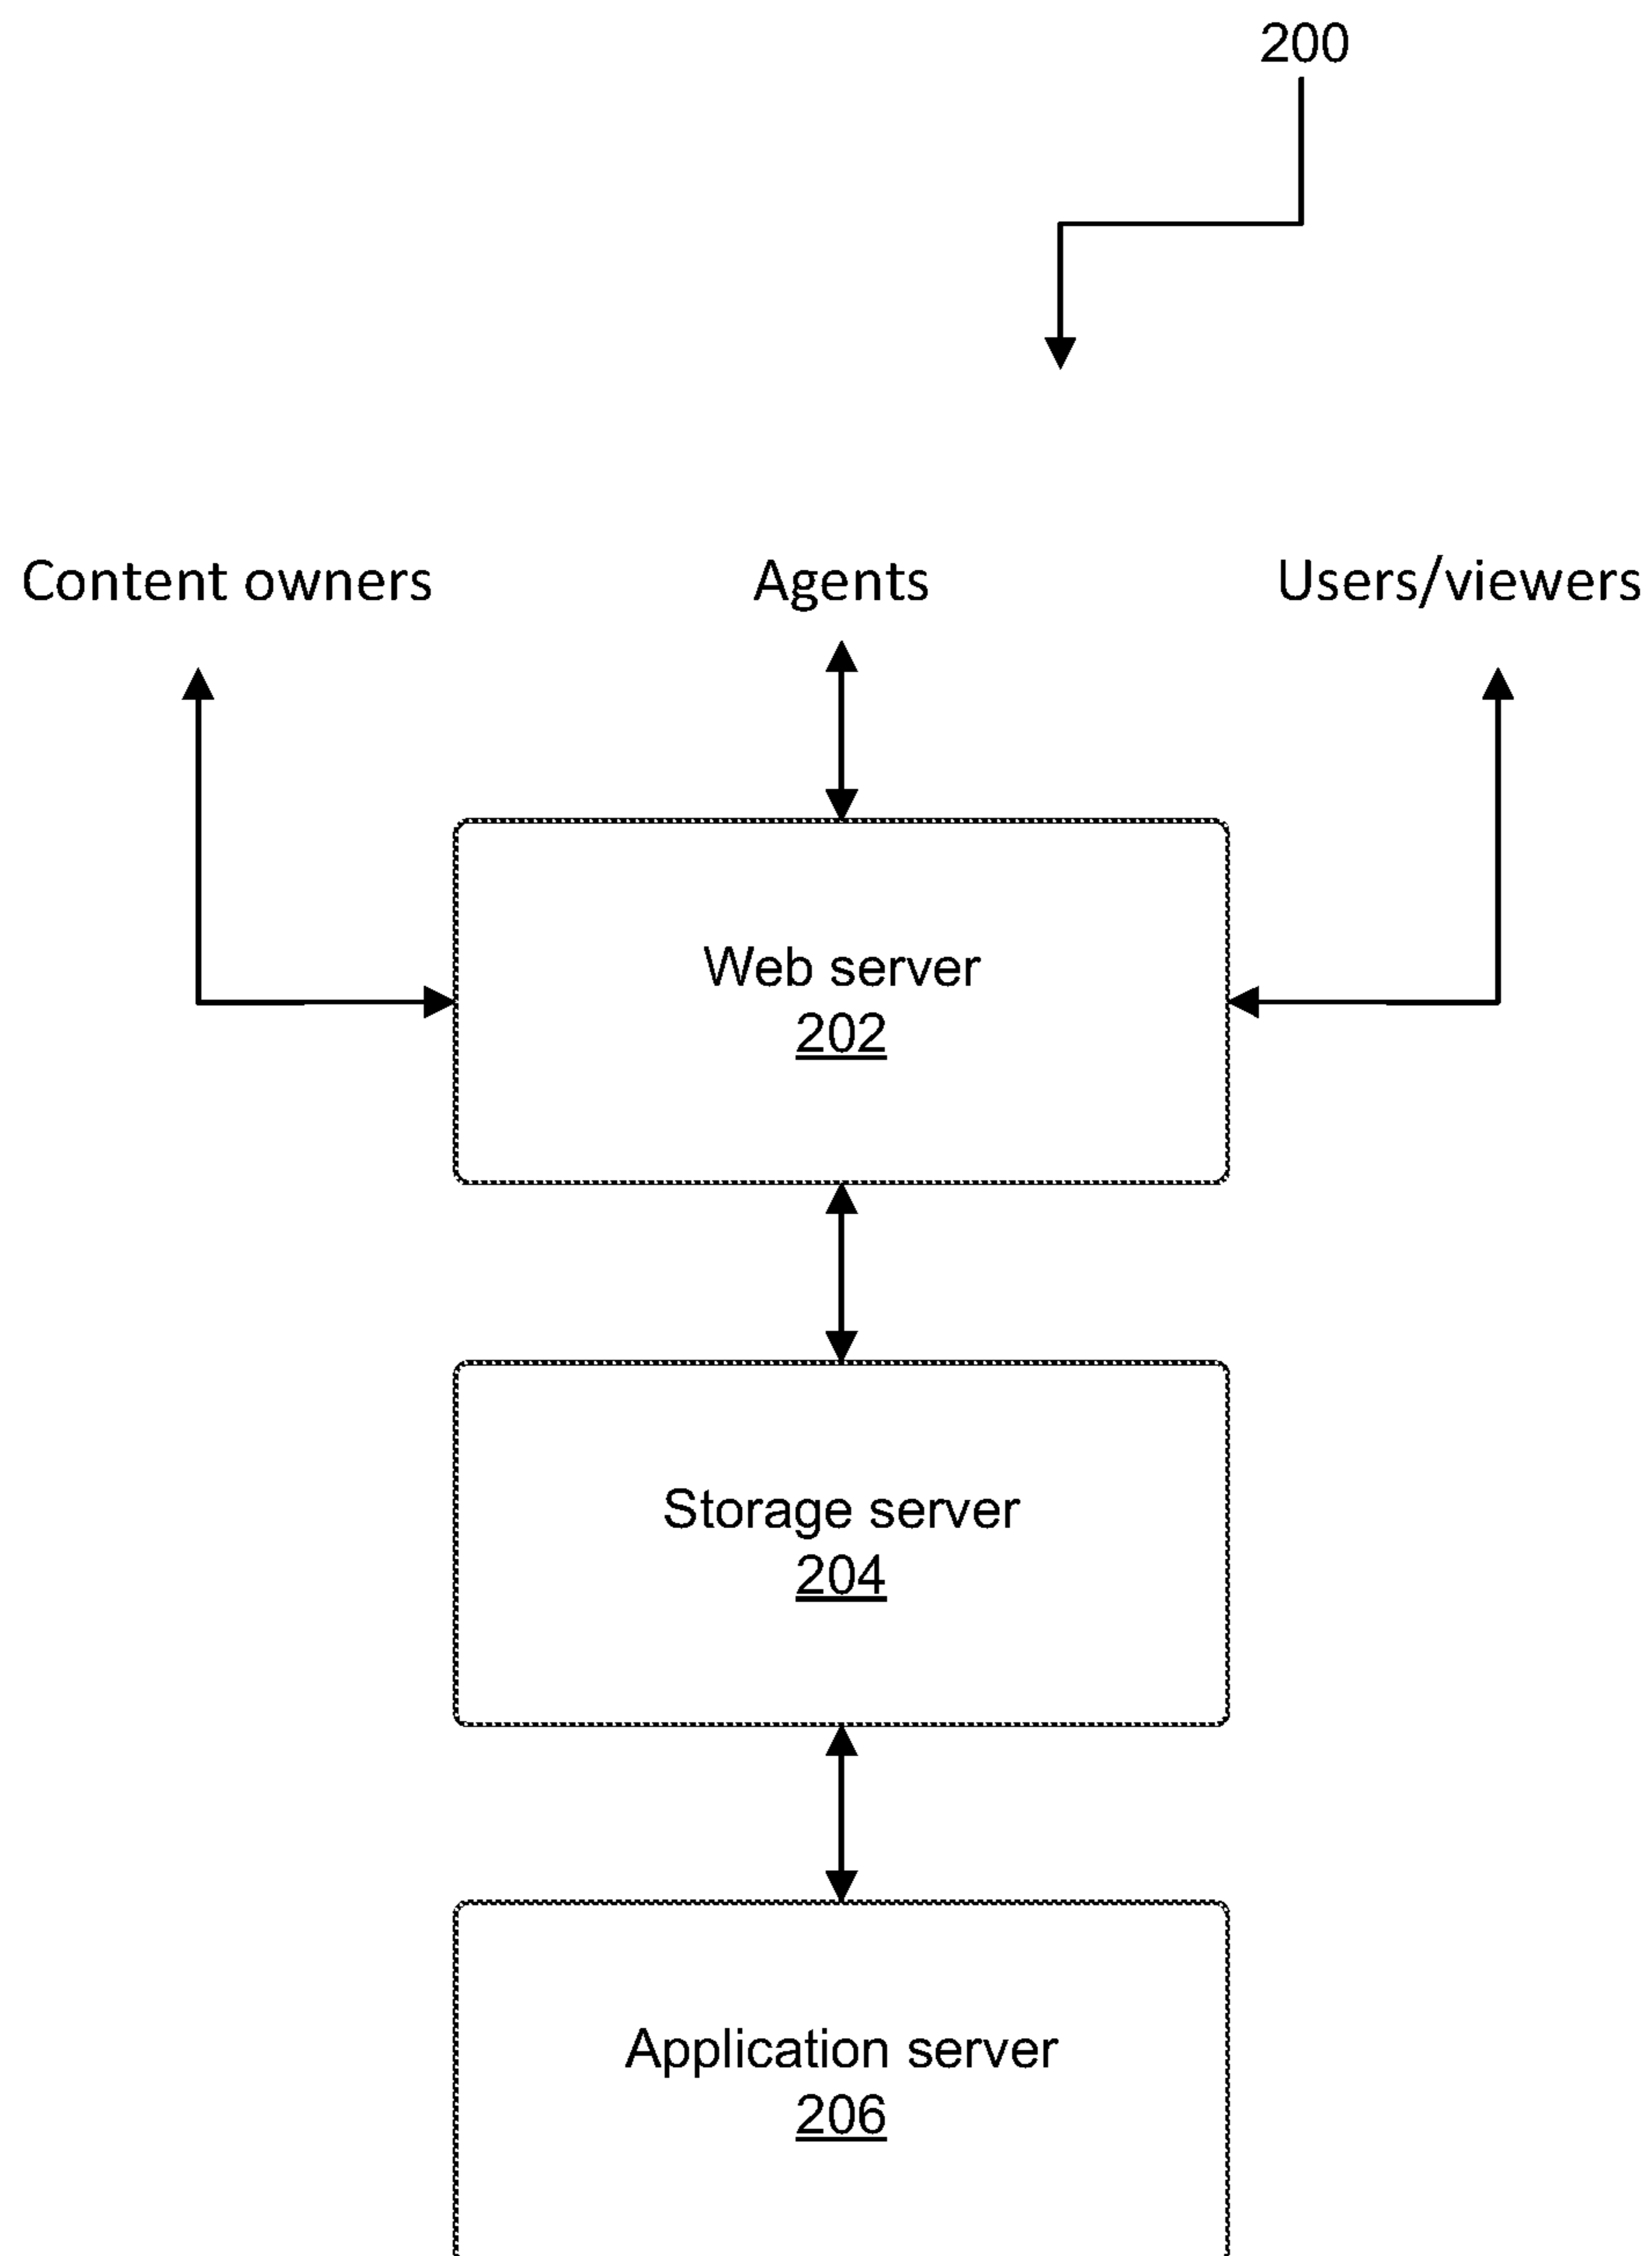 200
Content owners
Agents
Users/viewers
Web server
202
Storage server
204
Application server
206